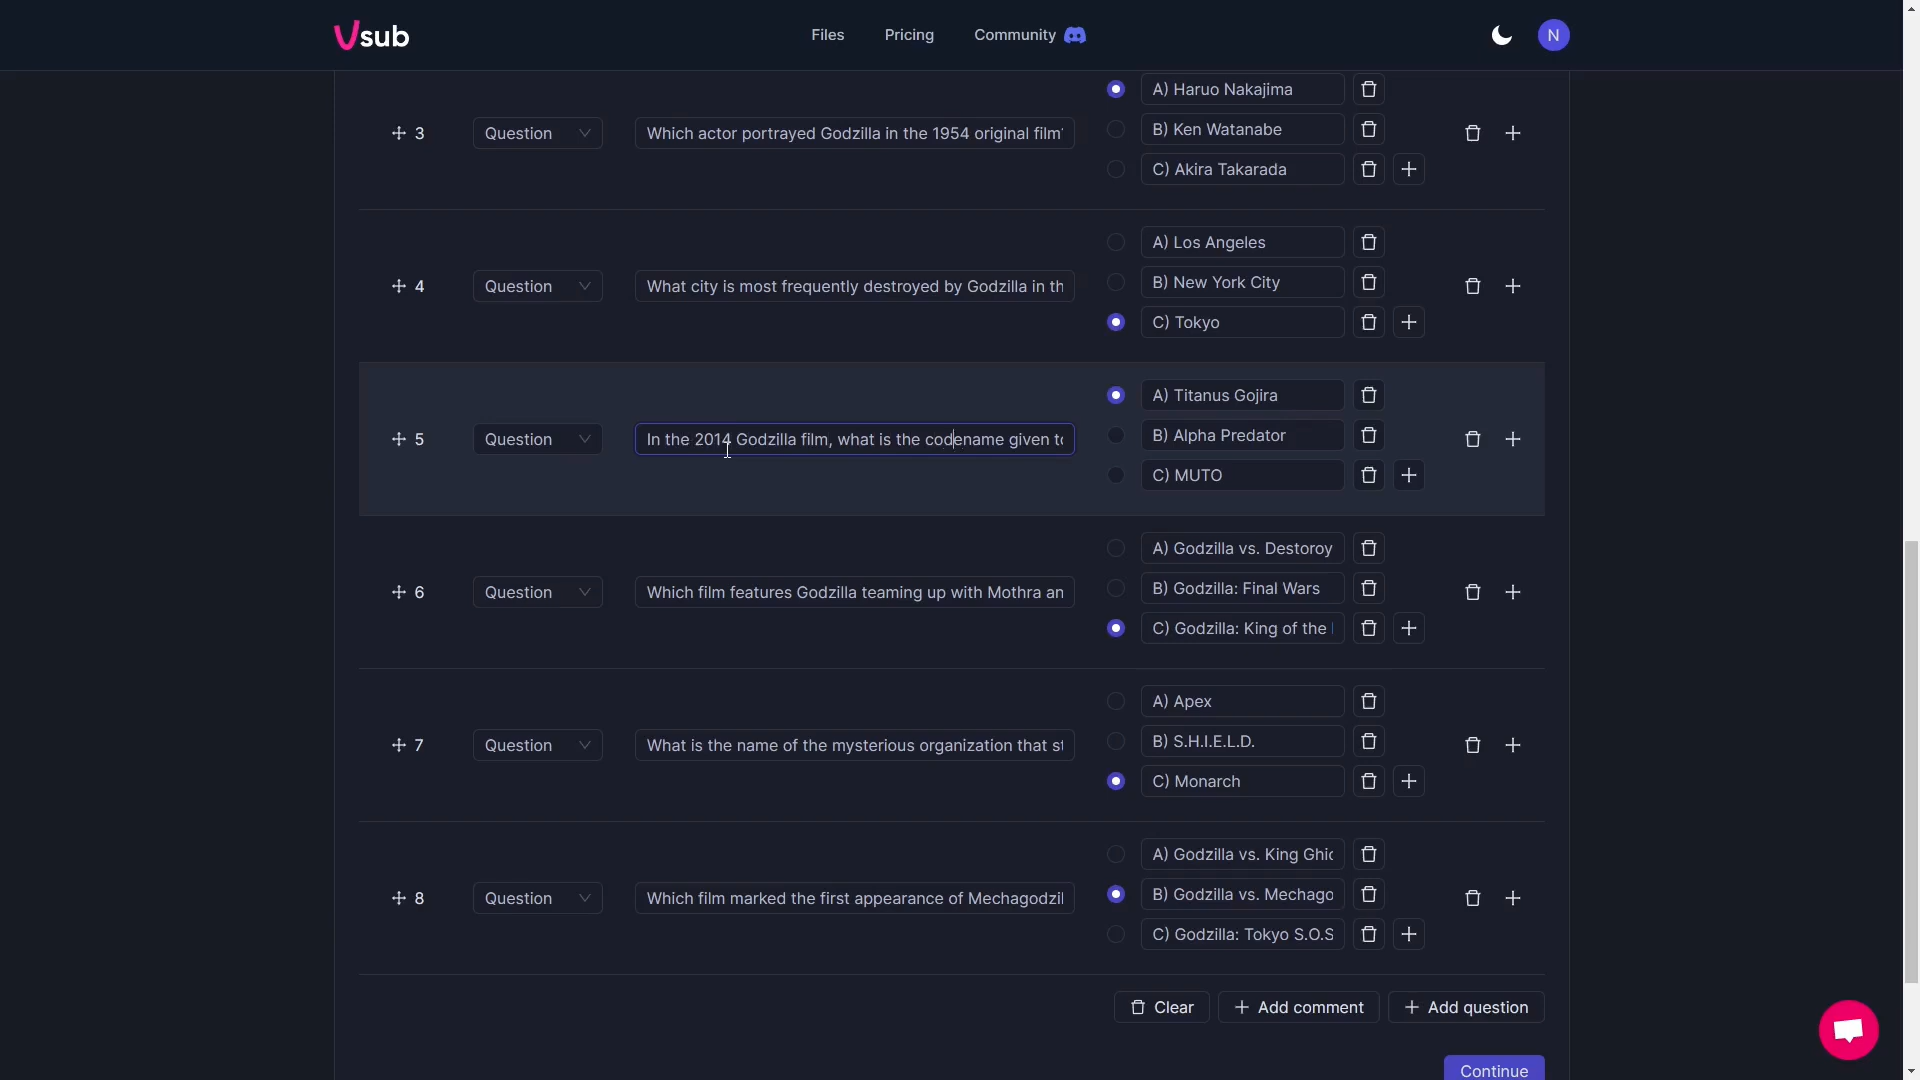 Vsub
Files
Pricing
Community
N
3
Question
Which actor portrayed Godzilla in the 1954 original film
A) Haruo Nakajima
B) Ken Watanabe
C) Akira Takarada
4
Question
What city is most frequently destroyed by Godzilla in th
A) Los Angeles
B) New York City
C) Tokyo
5
Question
In the 2014 Godzilla film, what is the codename given to
A) Titanus Gojira
B) Alpha Predator
C) MUTO
6
Question
Which film features Godzilla teaming up with Mothra an
A) Godzilla vs. Destoroy
B) Godzilla: Final Wars
C) Godzilla: King of the
7
Question
What is the name of the mysterious organization that st
A) Apex
B) S.H.I.E.L.D.
C) Monarch
8
Question
Which film marked the first appearance of Mechagodzil
A) Godzilla vs. King Ghid
B) Godzilla vs. Mechago
C) Godzilla: Tokyo S.O.S
Clear
Add comment
Add question
Continue